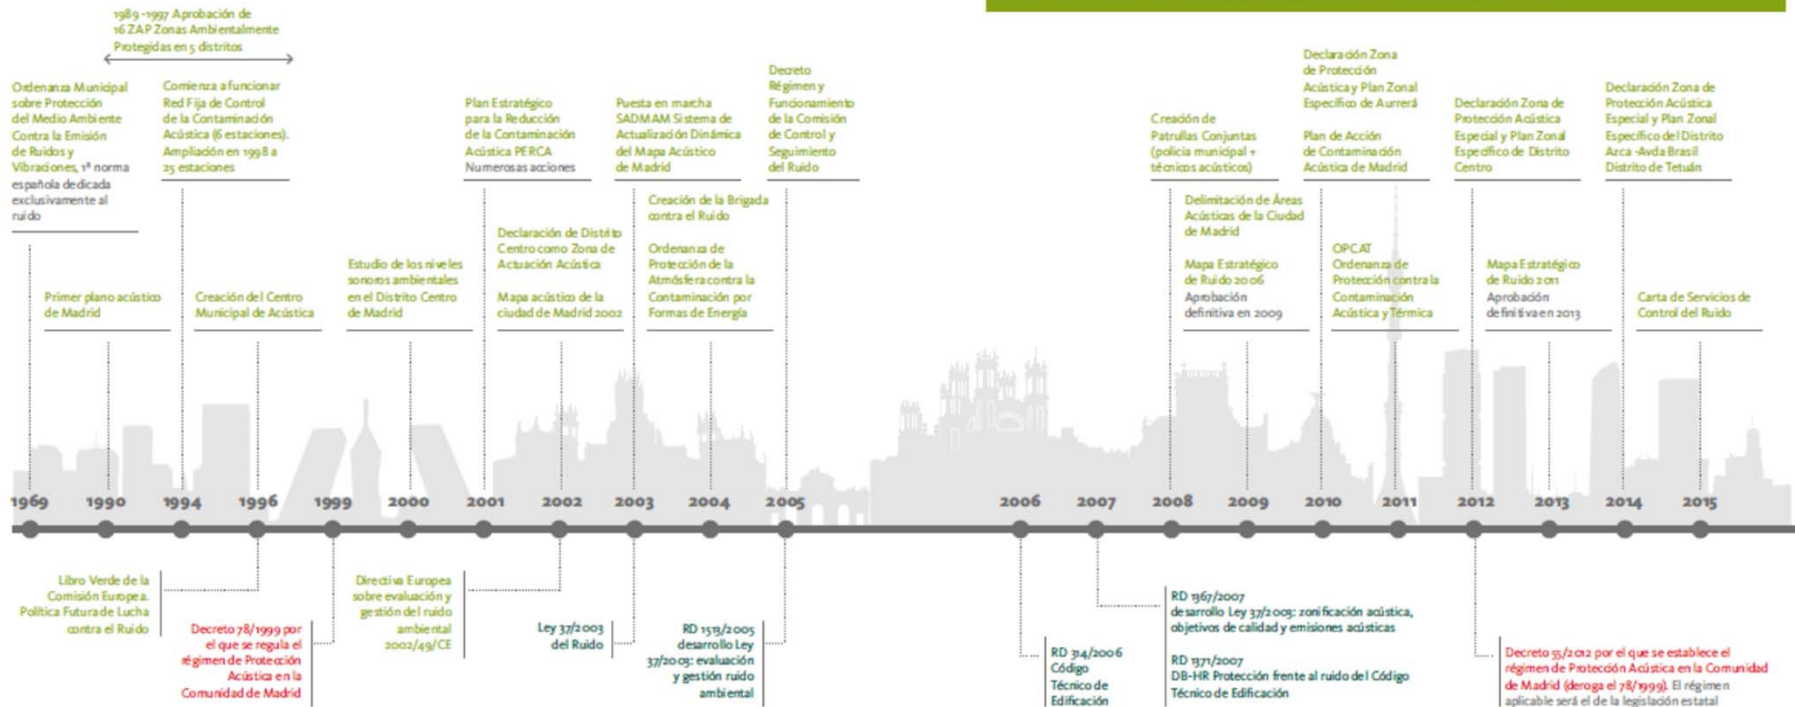 1989 -1997 Aprobación de
16 ZAP Zonas Ambientalmente
Protegidas en 5 distritos
Ordenanza Municipal
sobre Protección
del Medio Ambiente
Contra la Emisión
de Ruidos y
Vibraciones, 1ª norma
española dedicada
exclusivamente al
ruido
Primer plano acústico
de Madrid
Comienza a funcionar
Red Fija de Control
de la Contaminación
Acústica (6 estaciones).
Ampliación en 1998 a
25 estaciones
Creación del Centro
Municipal de Acústica
Estudio de los niveles
sonoros ambientales
en el Distrito Centro
de Madrid
Plan Estratégico
para la Reducción
de la Contaminación
Acústica PERCA
Numerosas acciones
Declaración de Distrito
Centro como Zona de
Actuación Acústica
Mapa acústico de la
ciudad de Madrid 2002
Puesta en marcha
SADMAM Sistema de
Actualización Dinámica
del Mapa Acústico
de Madrid
Creación de la Brigada
contra el Ruido
Ordenanza de
Protección de la
Atmósfera contra la
Contaminación por
Formas de Energía
Decreto
Régimen y
Funcionamiento
de la Comisión
de Control y
Seguimiento
del Ruido
Creación de
Patrullas Conjuntas
(policía municipal +
técnicos acústicos)
Delimitación de Áreas
Acústicas de la Ciudad
de Madrid
Mapa Estratégico
de Ruido 2006
Aprobación
definitiva en 2009
Declaración Zona
de Protección
Acústica y Plan Zonal
Específico de Aurrerá
Plan de Acción
de Contaminación
Acústica de Madrid
OPCAT
Ordenanza de
Protección contra la
Contaminación
Acústica y Térmica
Declaración Zona de
Protección Acústica
Especial y Plan Zonal
Específico de Distrito
Centro
Mapa Estratégico
de Ruido 2011
Aprobación
definitiva en 2013
Declaración Zona de
Protección Acústica
Especial y Plan Zonal
Específico del Distrito
Azca -Avda Brasil
Distrito de Tetuán
Carta de Servicios de
Control del Ruido
1969 1990 1994 1996 1999 2000 2001 2002 2003 2004 2005 2006 2007 2008 2009 2010 2011 2012 2013 2014 2015
Libro Verde de la
Comisión Europea.
Política Futura de Lucha
contra el Ruido
Decreto 78/1999 por
el que se regula el
régimen de Protección
Acústica en la
Comunidad de Madrid
Directiva Europea
sobre evaluación y
gestión del ruido
ambiental
2002/49/CE
Ley 37/2003
del Ruido
RD 1513/2005
desarrollo Ley
37/2003: evaluación
y gestión ruido
ambiental
RD 314/2006
Código
Técnico de
Edificación
RD 1367/2007
desarrollo Ley 37/2003: zonificación acústica,
objetivos de calidad y emisiones acústicas
RD 1371/2007
DB-HR Protección frente al ruido del Código
Técnico de Edificación
Decreto 55/2012 por el que se establece el
régimen de Protección Acústica en la Comunidad
de Madrid (deroga el 78/1999). El régimen
aplicable será el de la legislación estatal